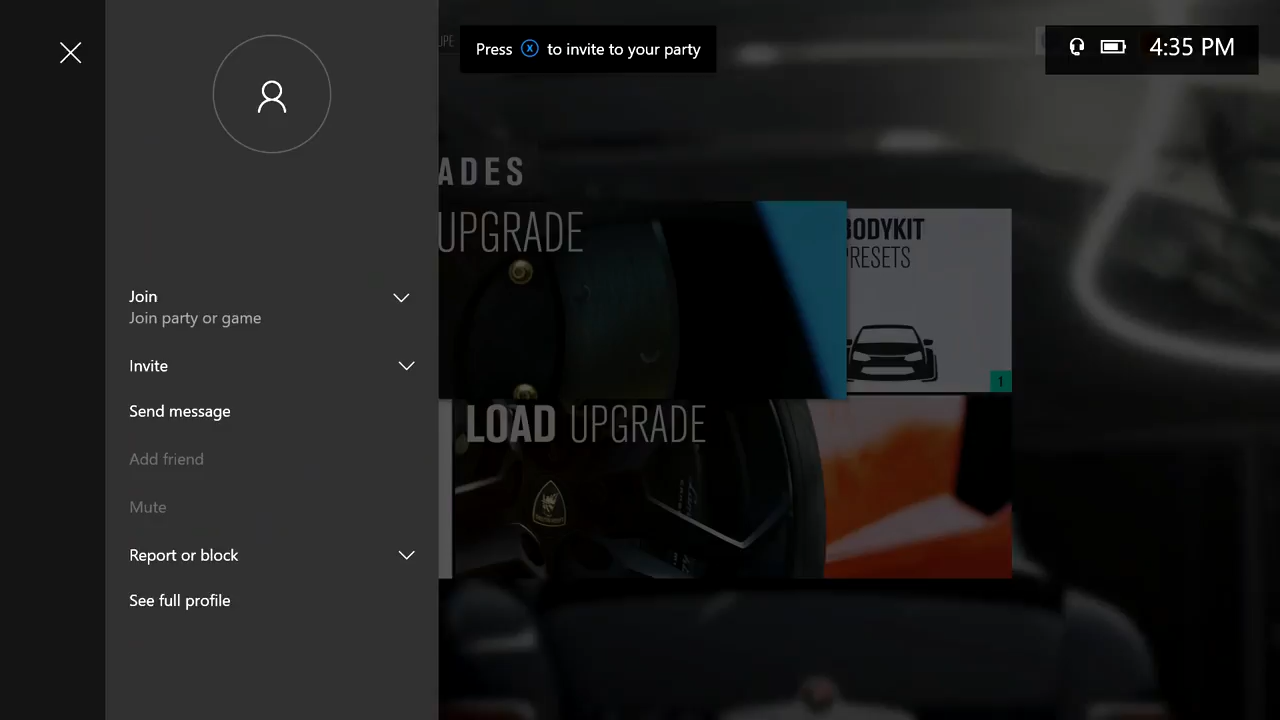 Press X to invite to your party
4:35 PM
ADES
UPGRADE
BODYKIT
PRESETS
1
LOAD UPGRADE
Join
Join party or game
Invite
Send message
Add friend
Mute
Report or block
See full profile